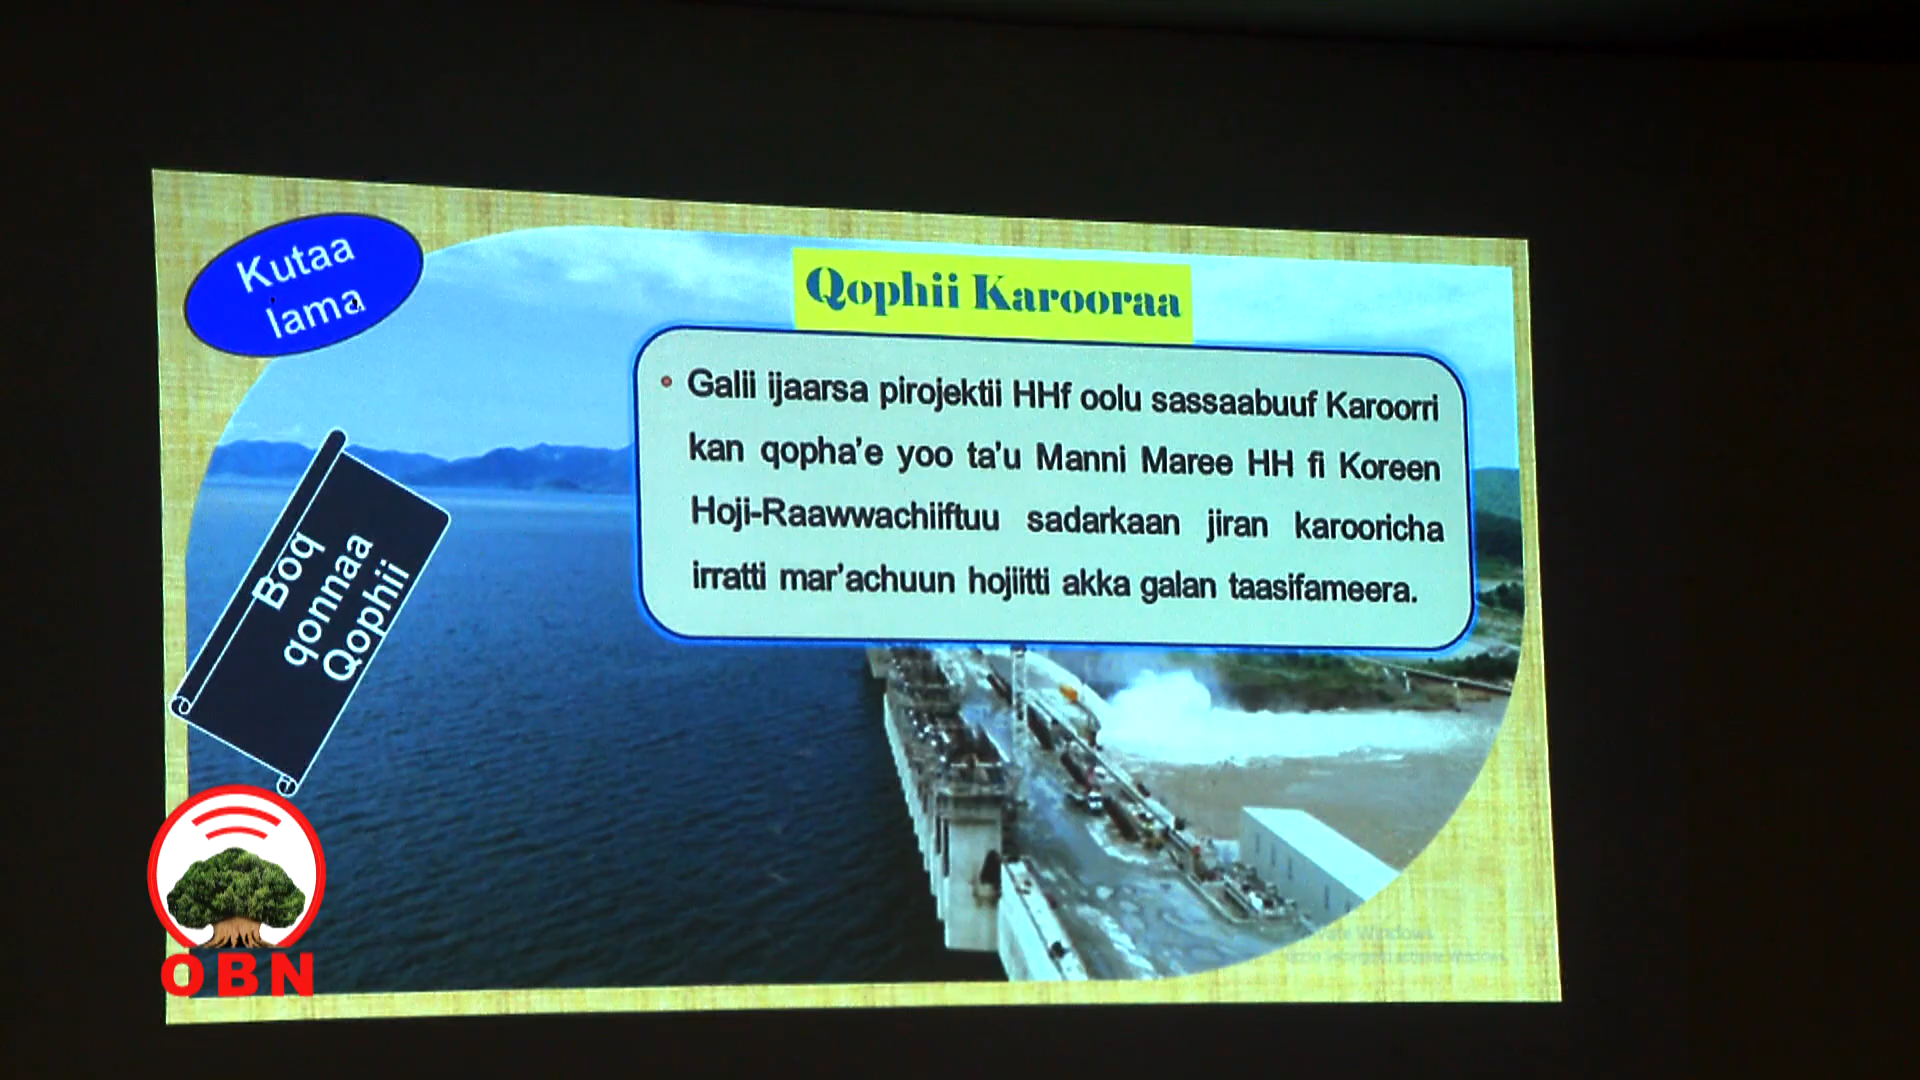 Kutaa
lama
Qophii Karooraa
• Galii ijaarsa pirojektii HHf oolu sassaabuuf Karoorri
kan qopha'e yoo ta'u Manni Maree HH fi Koreen
Hoji-Raawwachiiftuu sadarkaan jiran karooricha
irratti mar'achuun hojiitti akka galan taasifameera.
Boq
qonnaa
Qophii
OBN